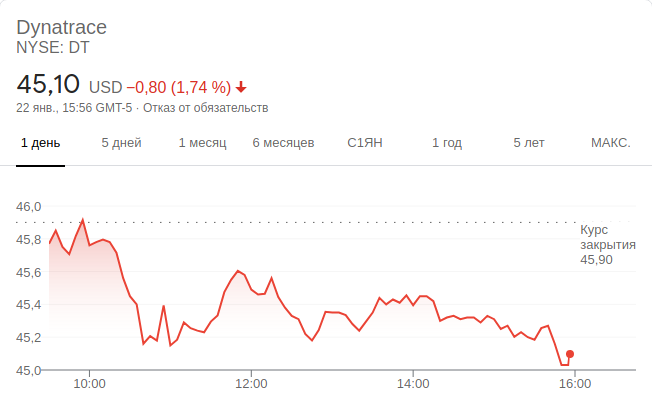 Dynatrace
NYSE: DT
45,10 USD −0,80 (1,74 %)
22 янв., 15:56 GMT-5 · Отказ от обязательств
1 день 5 дней 1 месяц 6 месяцев С1ЯН 1 год 5 лет МАКС.
46,0
Курс
закрытия
45,90
45,8
45,6
45,4
45,2
45,0
10:00 12:00 14:00 16:00